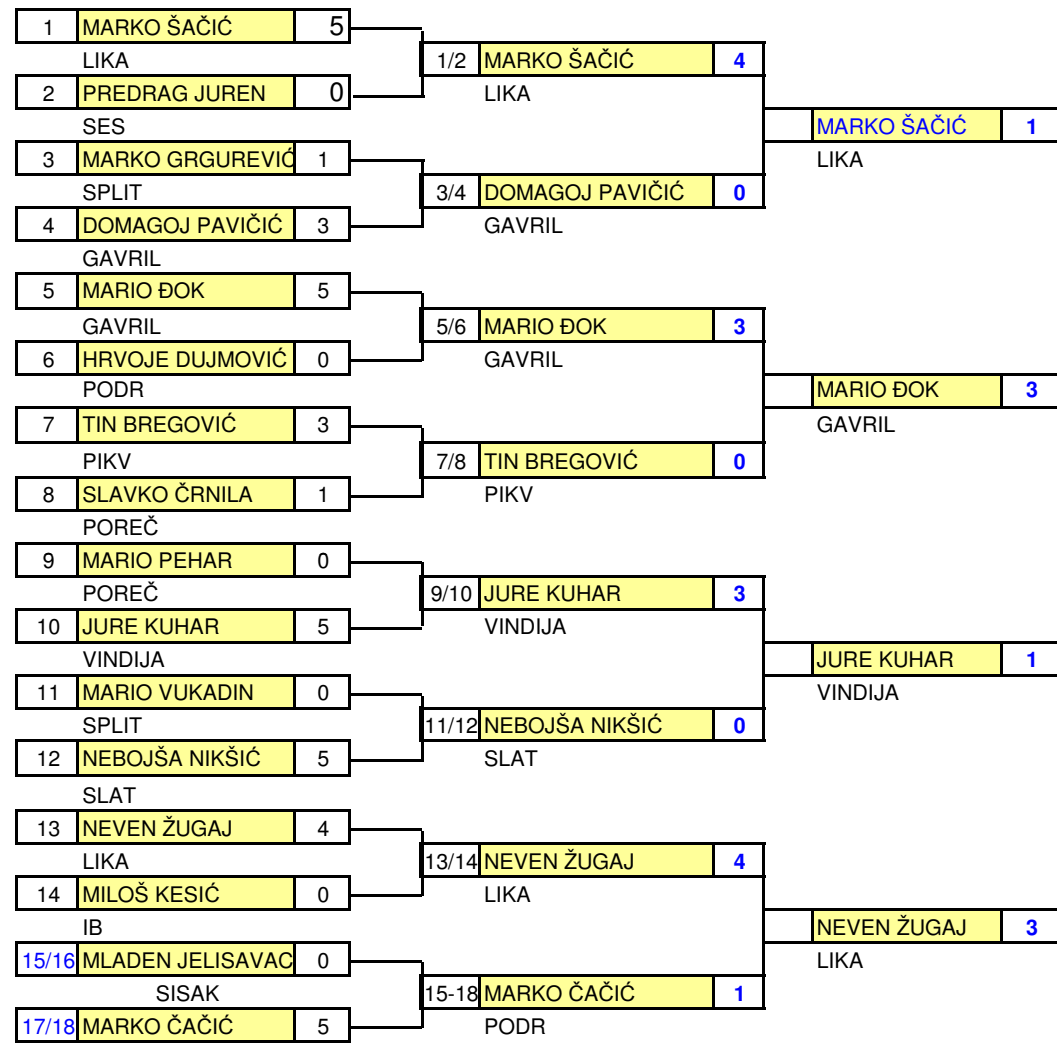 1 MARKO ŠAČIĆ 5
LIKA 1/2 MARKO ŠAČIĆ 4
2 PREDRAG JUREN 0 LIKA
SES MARKO ŠAČIĆ 1
3 MARKO GRGUREVIĆ 1 LIKA
SPLIT 3/4 DOMAGOJ PAVIČIĆ 0
4 DOMAGOJ PAVIČIĆ 3 GAVRIL
GAVRIL
5 MARIO ĐOK 5
GAVRIL 5/6 MARIO ĐOK 3
6 HRVOJE DUJMOVIĆ 0 GAVRIL
PODR MARIO ĐOK 3
7 TIN BREGOVIĆ 3 GAVRIL
PIKV 7/8 TIN BREGOVIĆ 0
8 SLAVKO ČRNILA 1 PIKV
POREČ
9 MARIO PEHAR 0
POREČ 9/10 JURE KUHAR 3
10 JURE KUHAR 5 VINDIJA
VINDIJA JURE KUHAR 1
11 MARIO VUKADIN 0 VINDIJA
SPLIT 11/12 NEBOJŠA NIKŠIĆ 0
12 NEBOJŠA NIKŠIĆ 5 SLAT
SLAT
13 NEVEN ŽUGAJ 4
LIKA 13/14 NEVEN ŽUGAJ 4
14 MILOŠ KESIĆ 0 LIKA
IB NEVEN ŽUGAJ 3
15/16 MLADEN JELISAVAC 0 LIKA
SISAK 15-18 MARKO ČAČIĆ 1
17/18 MARKO ČAČIĆ 5 PODR